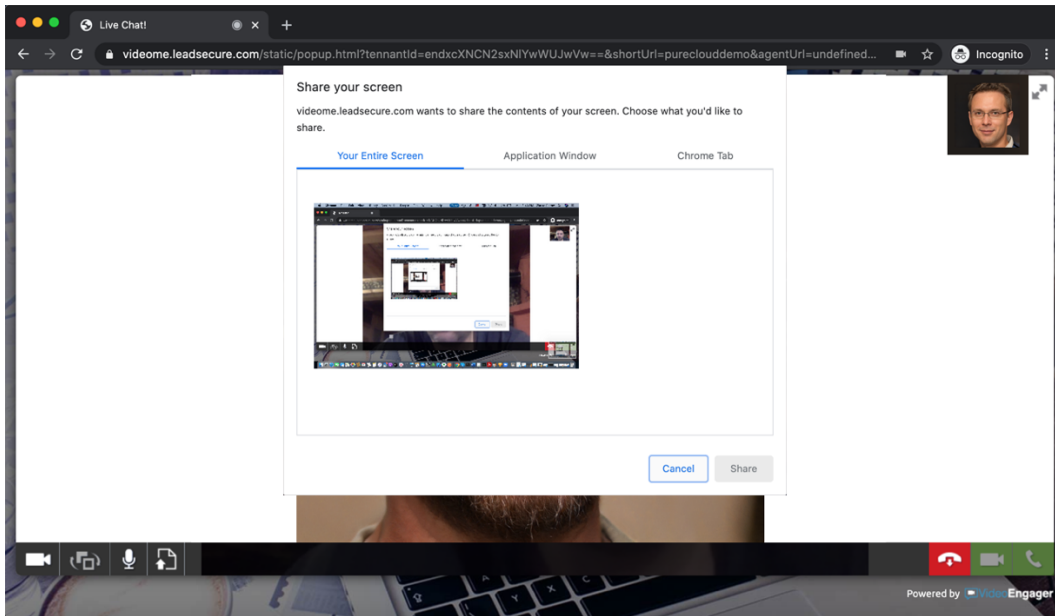 Live Chat!
videome.leadsecure.com/static/popup.html?tennantId=endxcXNCN2sxNlYwWUJwVw==&shortUrl=pureclouddemo&agentUrl=undefined...
Incognito
Share your screen
videome.leadsecure.com wants to share the contents of your screen. Choose what you'd like to
share.
Your Entire Screen Application Window Chrome Tab
Cancel Share
Powered by VideoEngager